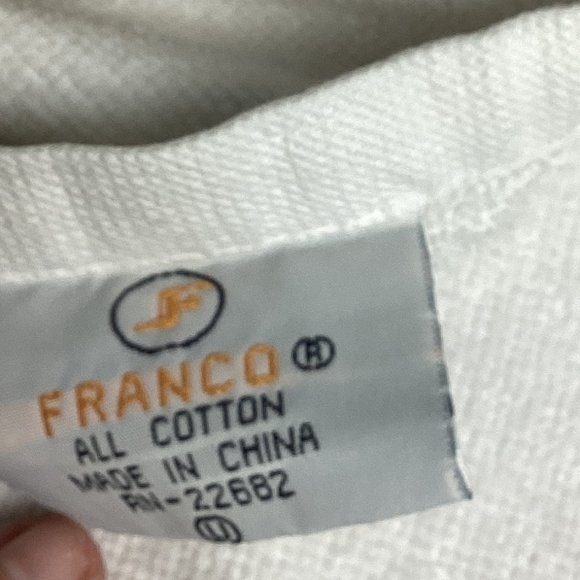 F
FRANCO®
ALL COTTON
MADE IN CHINA
RN-22682